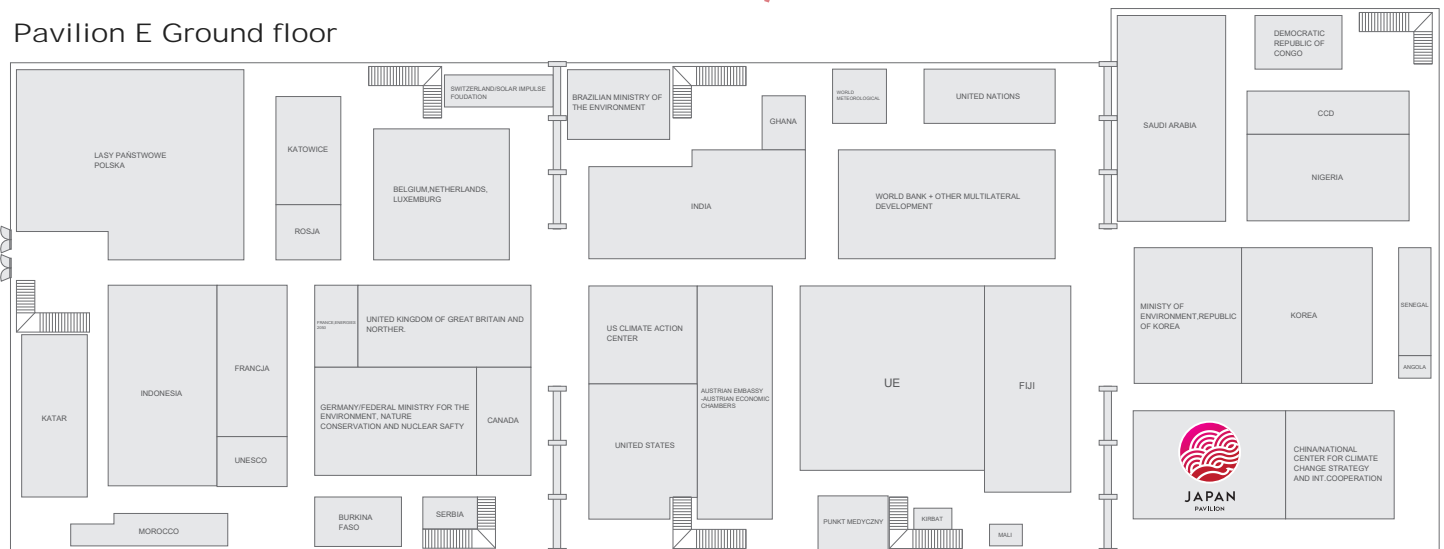 Pavilion E Ground floor
LASY PAŃSTWOWE
POLSKA
KATOWICE
ROSJA
SWITZERLAND/SOLAR IMPULSE
FOUDATION
BELGIUM,NETHERLANDS,
LUXEMBURG
BRAZILIAN MINISTRY OF
THE ENVIRONMENT
GHANA
INDIA
WORLD
METEOROLOGICAL
UNITED NATIONS
WORLD BANK + OTHER MULTILATERAL
DEVELOPMENT
SAUDI ARABIA
DEMOCRATIC
REPUBLIC OF
CONGO
CCD
NIGERIA
KATAR
INDONESIA
FRANCJA
UNESCO
MOROCCO
UNITED KINGDOM OF GREAT BRITAIN AND
NORTHER.
GERMANY/FEDERAL MINISTRY FOR THE
ENVIRONMENT, NATURE
CONSERVATION AND NUCLEAR SAFTY
CANADA
BURKINA
FASO
SERBIA
US CLIMATE ACTION
CENTER
UNITED STATES
AUSTRIAN EMBASSY
-AUSTRIAN ECONOMIC
CHAMBERS
UE
FIJI
PUNKT MEDYCZNY
KIRBAT
MALI
MINISTY OF
ENVIRONMENT,REPUBLIC
OF KOREA
KOREA
SENEGAL
ANGOLA
JAPAN
PAVILION
CHINA/NATIONAL
CENTER FOR CLIMATE
CHANGE STRATEGY
AND INT.COOPERATION